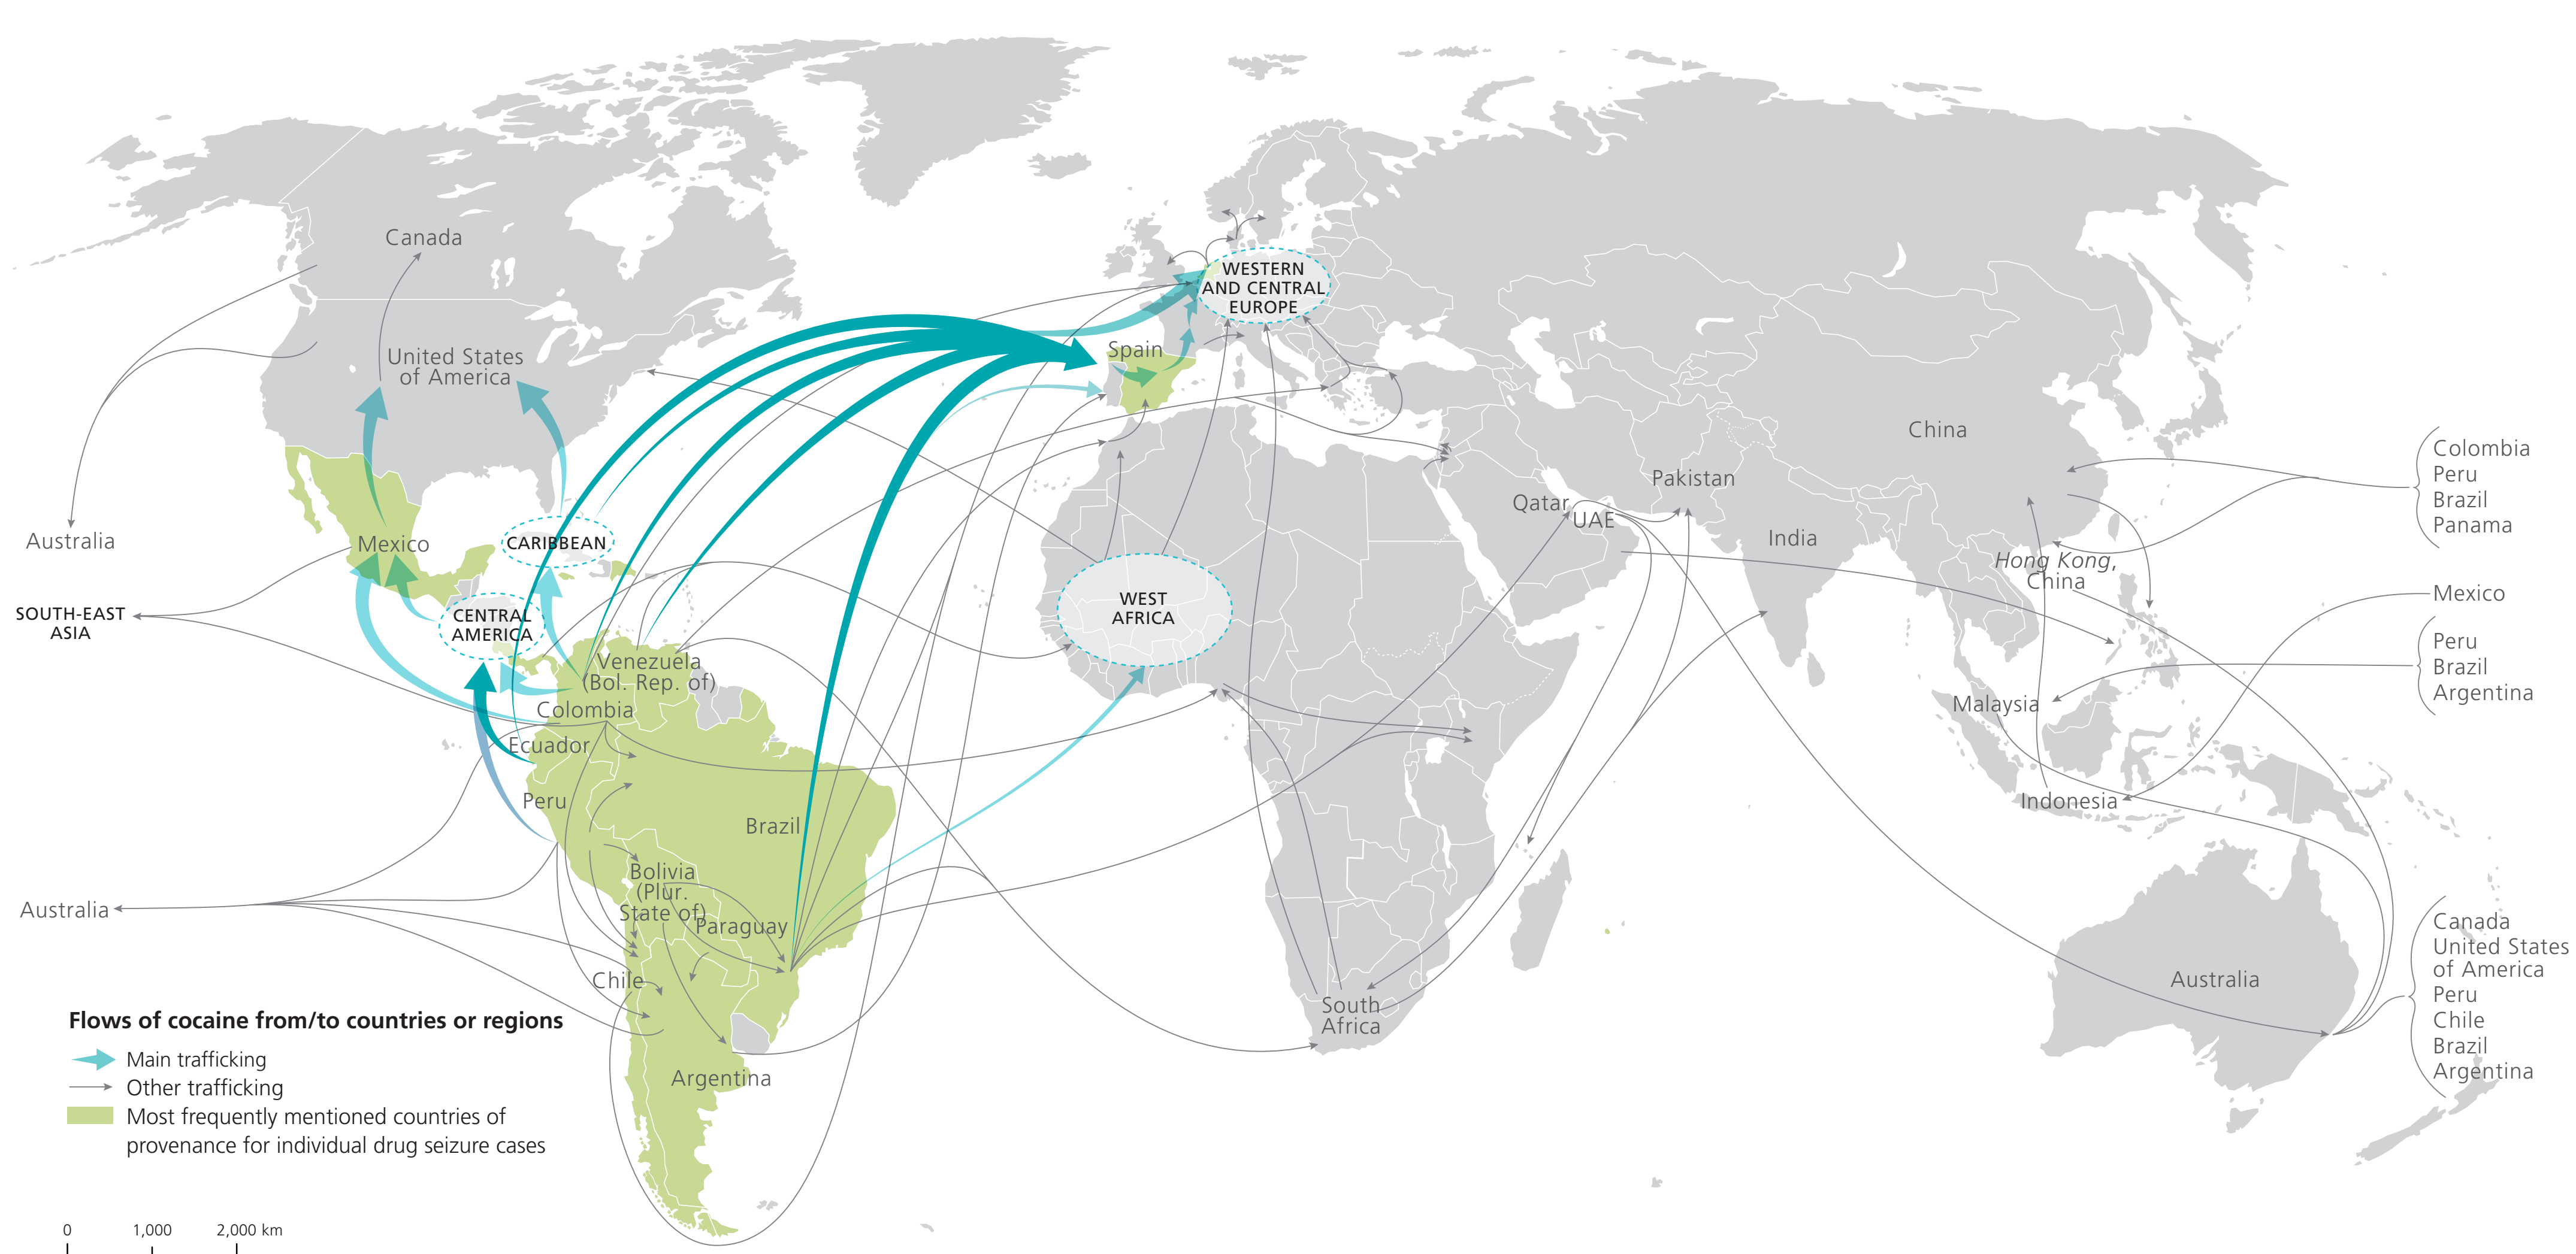 Canada
WESTERN
AND CENTRAL
EUROPE
United States
of America
Spain
China
Colombia
Peru
Brazil
Panama
Pakistan
Qatar
UAE
India
Australia
Mexico
CARIBBEAN
Hong Kong,
China
Mexico
SOUTH-EAST
ASIA
CENTRAL
AMERICA
WEST
AFRICA
Peru
Brazil
Argentina
Venezuela
(Bol. Rep. of)
Colombia
Malaysia
Ecuador
Peru
Indonesia
Brazil
Bolivia
(Plur.
State of)
Paraguay
Australia
Chile
South
Africa
Australia
Canada
United States
of America
Peru
Chile
Brazil
Argentina
Argentina
Flows of cocaine from/to countries or regions
Main trafficking
Other trafficking
Most frequently mentioned countries of
provenance for individual drug seizure cases
0 1,000 2,000 km